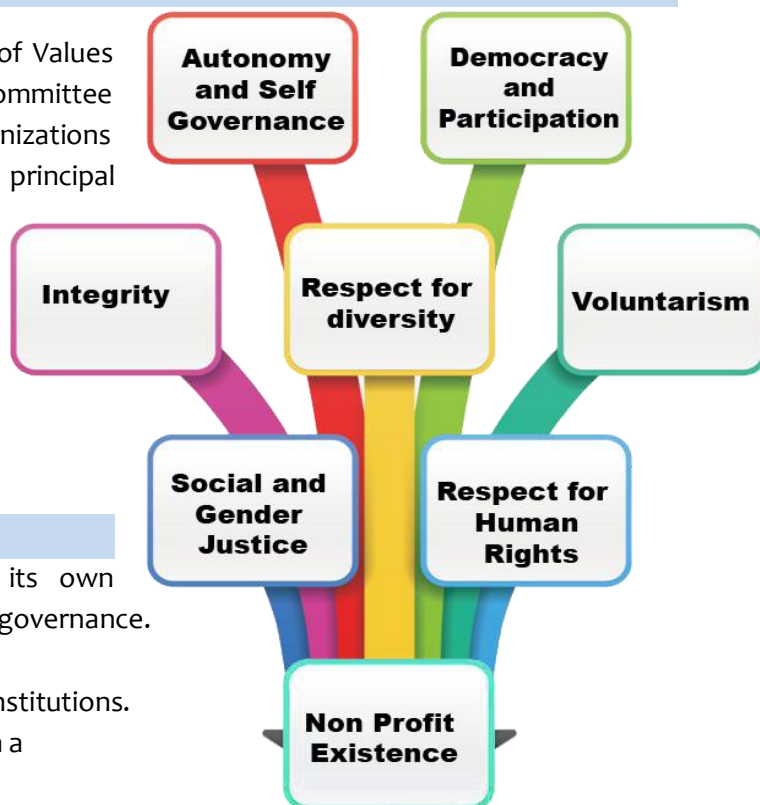 of Values
ommittee
nizations
principal
Autonomy
and Self
Governance
Democracy
and
Participation
Integrity
Respect for
diversity
Voluntarism
Social and
Gender
Justice
Respect for
Human
Rights
its own
governance.
nstitutions.
a
Non Profit
Existence